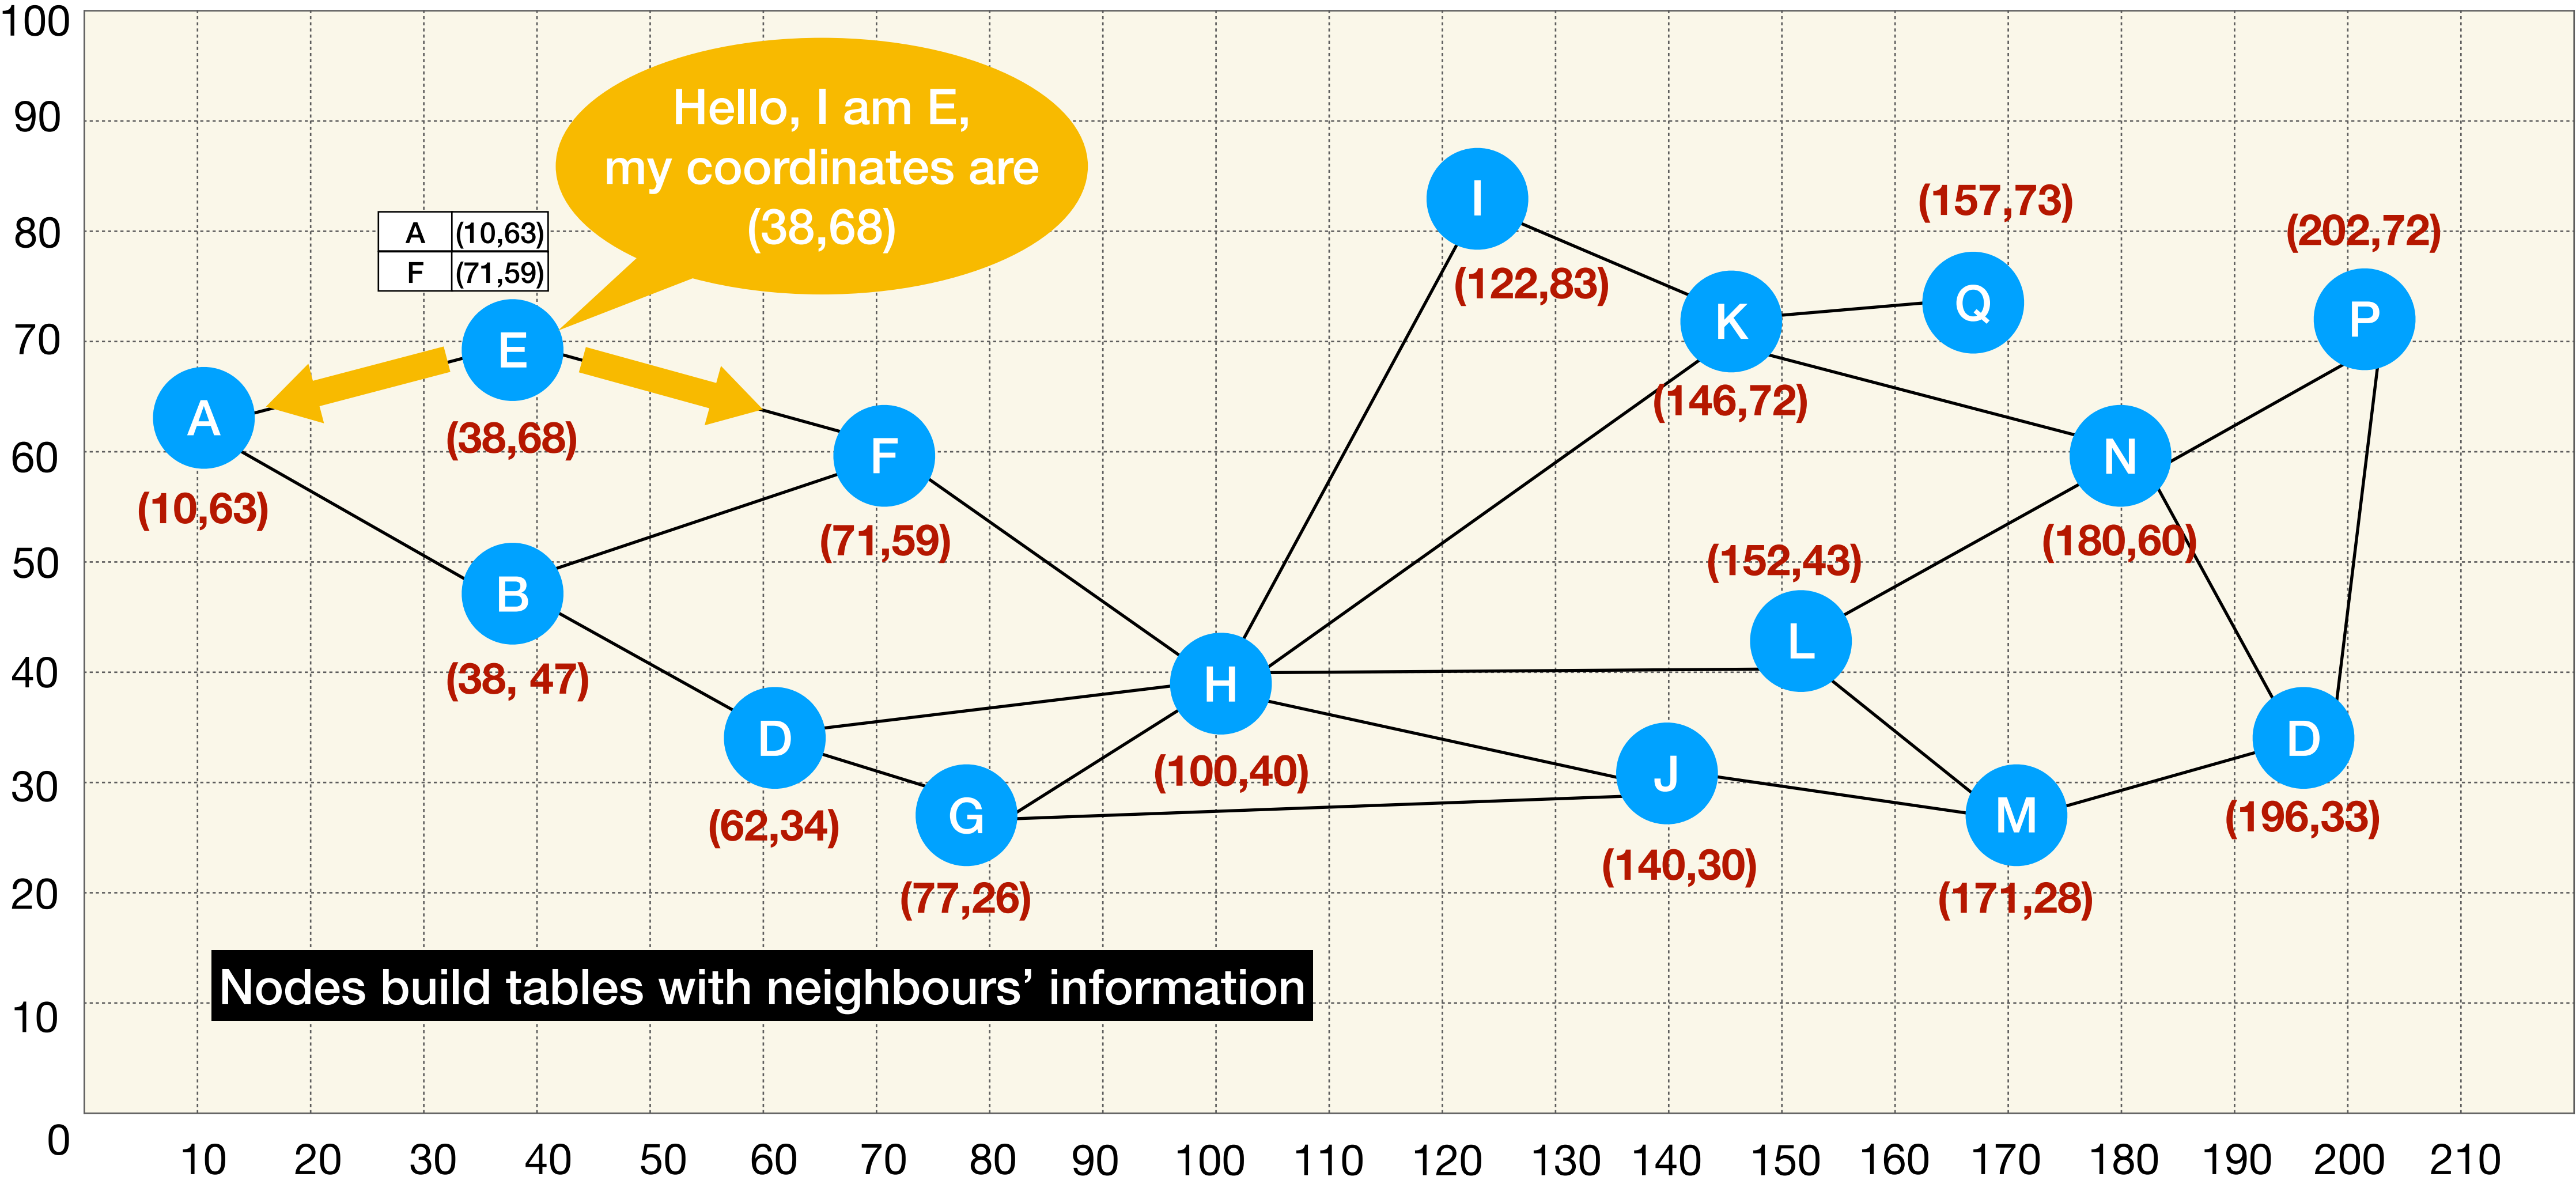 100
90
80
70
60
50
40
30
20
10
0
Hello, I am E,
my coordinates are
(38,68)
A (10,63)
F (71,59)
E
(38,68)
A
(10,63)
F
(71,59)
B
(38, 47)
D
(62,34)
G
(77,26)
H
(100,40)
I
(122,83)
K
(146,72)
(157,73)
Q
(202,72)
P
N
(180,60)
(152,43)
L
J
(140,30)
M
(171,28)
D
(196,33)
Nodes build tables with neighbours’ information
10 20 30 40 50 60 70 80 90 100 110 120 130 140 150 160 170 180 190 200 210